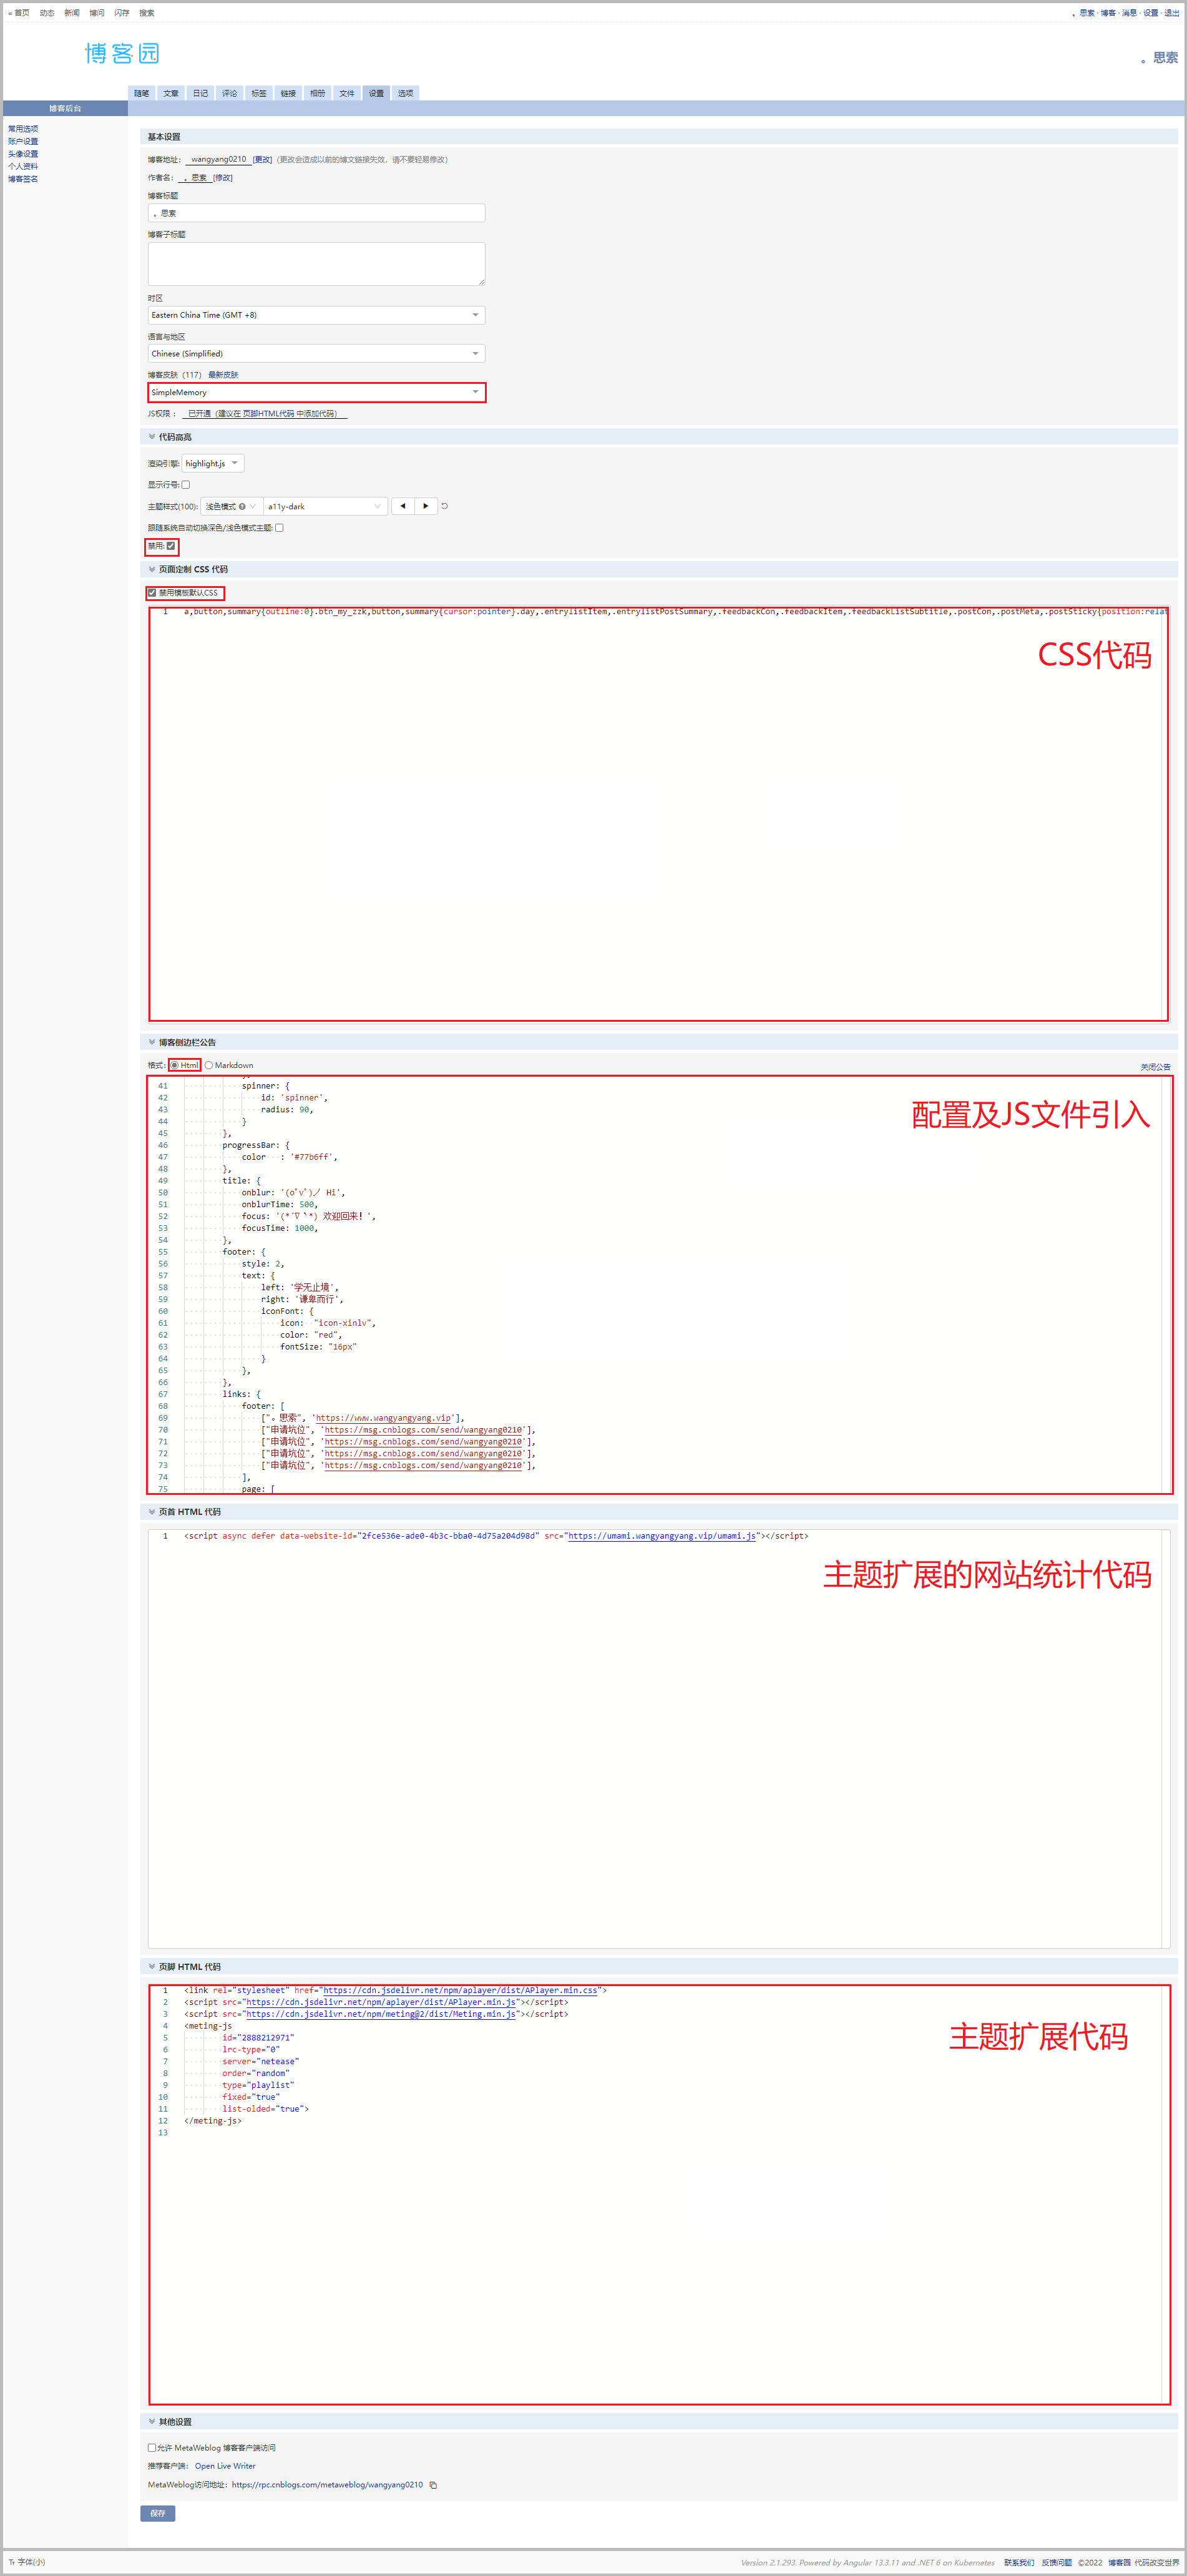 « 首页 动态 新闻 博问 闪存 搜索
。思索 · 博客 · 消息 · 设置 · 退出
博客园
。思索
随笔 文章 日记 评论 标签 链接 相册 文件 设置 选项
博客后台
常用选项
账户设置
头像设置
个人资料
博客签名
基本设置
博客地址： wangyang0210 [更改] (更改会造成以前的博文链接失效，请不要轻易修改)
作者名： 。思索 [修改]
博客标题
。思索
博客子标题
时区
Eastern China Time (GMT +8)
语言与地区
Chinese (Simplified)
博客皮肤（117） 最新皮肤
SimpleMemory
JS权限： 已开通（建议在 页脚HTML代码 中添加代码）
代码高亮
渲染引擎: highlight.js
显示行号:
主题样式(100): 浅色模式 a11y-dark
跟随系统自动切换深色/浅色模式主题:
禁用:
页面定制 CSS 代码
禁用模板默认CSS
1 a,button,summary{outline:0}.btn_my_zzk,button,summary{cursor:pointer}.day,.entrylistItem,.entrylistPostSummary,.feedbackCon,.feedbackItem,.feedbackListSubtitle,.postCon,.postMeta,.postSticky{position:relat
CSS代码
博客侧边栏公告
格式: Html Markdown
关闭公告
配置及JS文件引入
41 spinner: {
42 id: 'spinner',
43 radius: 90,
44 }
45 },
46 progressBar: {
47 color : '#77b6ff',
48 },
49 title: {
50 onblur: '(oﾟvﾟ)ノ Hi',
51 onblurTime: 500,
52 focus: '(*´∇｀*) 欢迎回来！',
53 focusTime: 1000,
54 },
55 footer: {
56 style: 2,
57 text: {
58 left: '学无止境',
59 right: '谦卑而行',
60 iconFont: {
61 icon: "icon-xinlv",
62 color: "red",
63 fontSize: "16px"
64 }
65 },
66 },
67 links: {
68 footer: [
69 ["。思索", 'https://www.wangyangyang.vip'],
70 ["申请坑位", 'https://msg.cnblogs.com/send/wangyang0210'],
71 ["申请坑位", 'https://msg.cnblogs.com/send/wangyang0210'],
72 ["申请坑位", 'https://msg.cnblogs.com/send/wangyang0210'],
73 ["申请坑位", 'https://msg.cnblogs.com/send/wangyang0210'],
74 ],
75 page: [
页首 HTML 代码
1 <script async defer data-website-id="2fce536e-ade0-4b3c-bba0-4d75a204d98d" src="https://umami.wangyangyang.vip/umami.js"></script>
主题扩展的网站统计代码
页脚 HTML 代码
1 <link rel="stylesheet" href="https://cdn.jsdelivr.net/npm/aplayer/dist/APlayer.min.css">
2 <script src="https://cdn.jsdelivr.net/npm/aplayer/dist/APlayer.min.js"></script>
3 <script src="https://cdn.jsdelivr.net/npm/meting@2/dist/Meting.min.js"></script>
4 <meting-js
5 id="2888212971"
6 lrc-type="0"
7 server="netease"
8 order="random"
9 type="playlist"
10 fixed="true"
11 list-olded="true">
12 </meting-js>
13
主题扩展代码
其他设置
允许 MetaWeblog 博客客户端访问
推荐客户端： Open Live Writer
MetaWeblog访问地址：https://rpc.cnblogs.com/metaweblog/wangyang0210
保存
字体(小)
Version 2.1.293. Powered by Angular 13.3.11 and .NET 6 on Kubernetes 联系我们 反馈问题 ©2022 博客园 代码改变世界